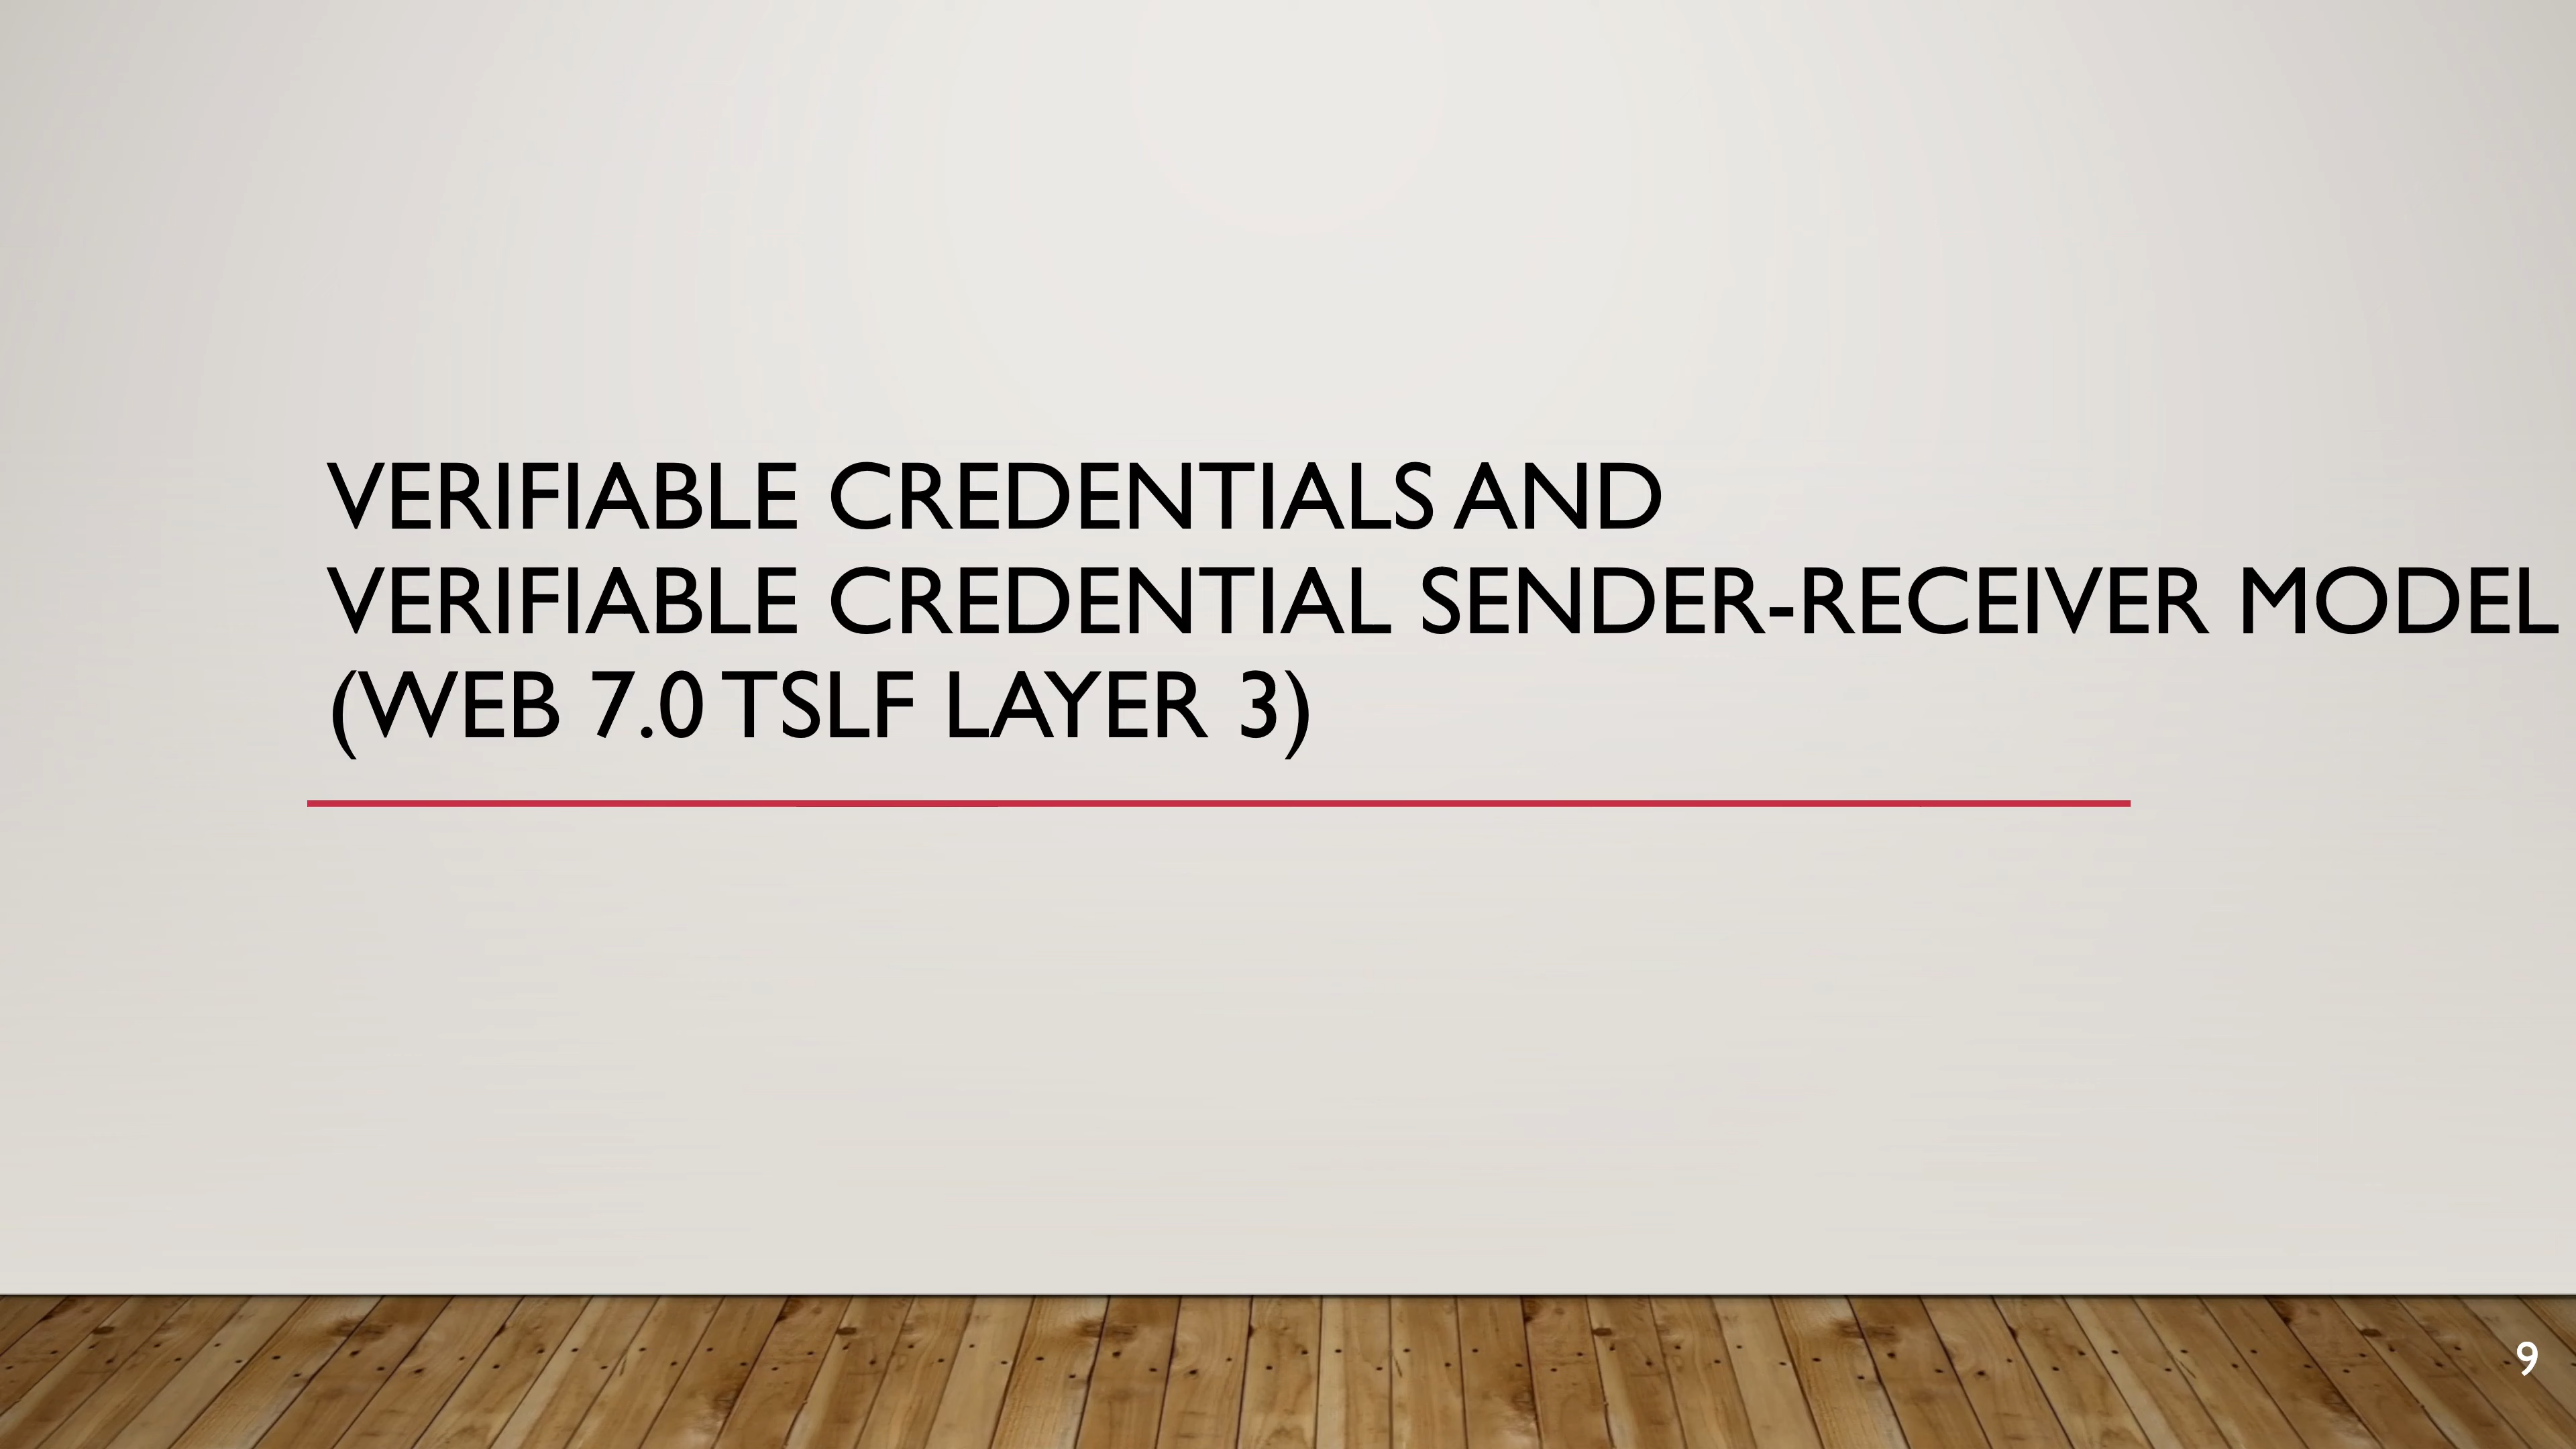 VERIFIABLE CREDENTIALS AND
VERIFIABLE CREDENTIAL SENDER-RECEIVER MODEL
(WEB 7.0 TSLF LAYER 3)
9